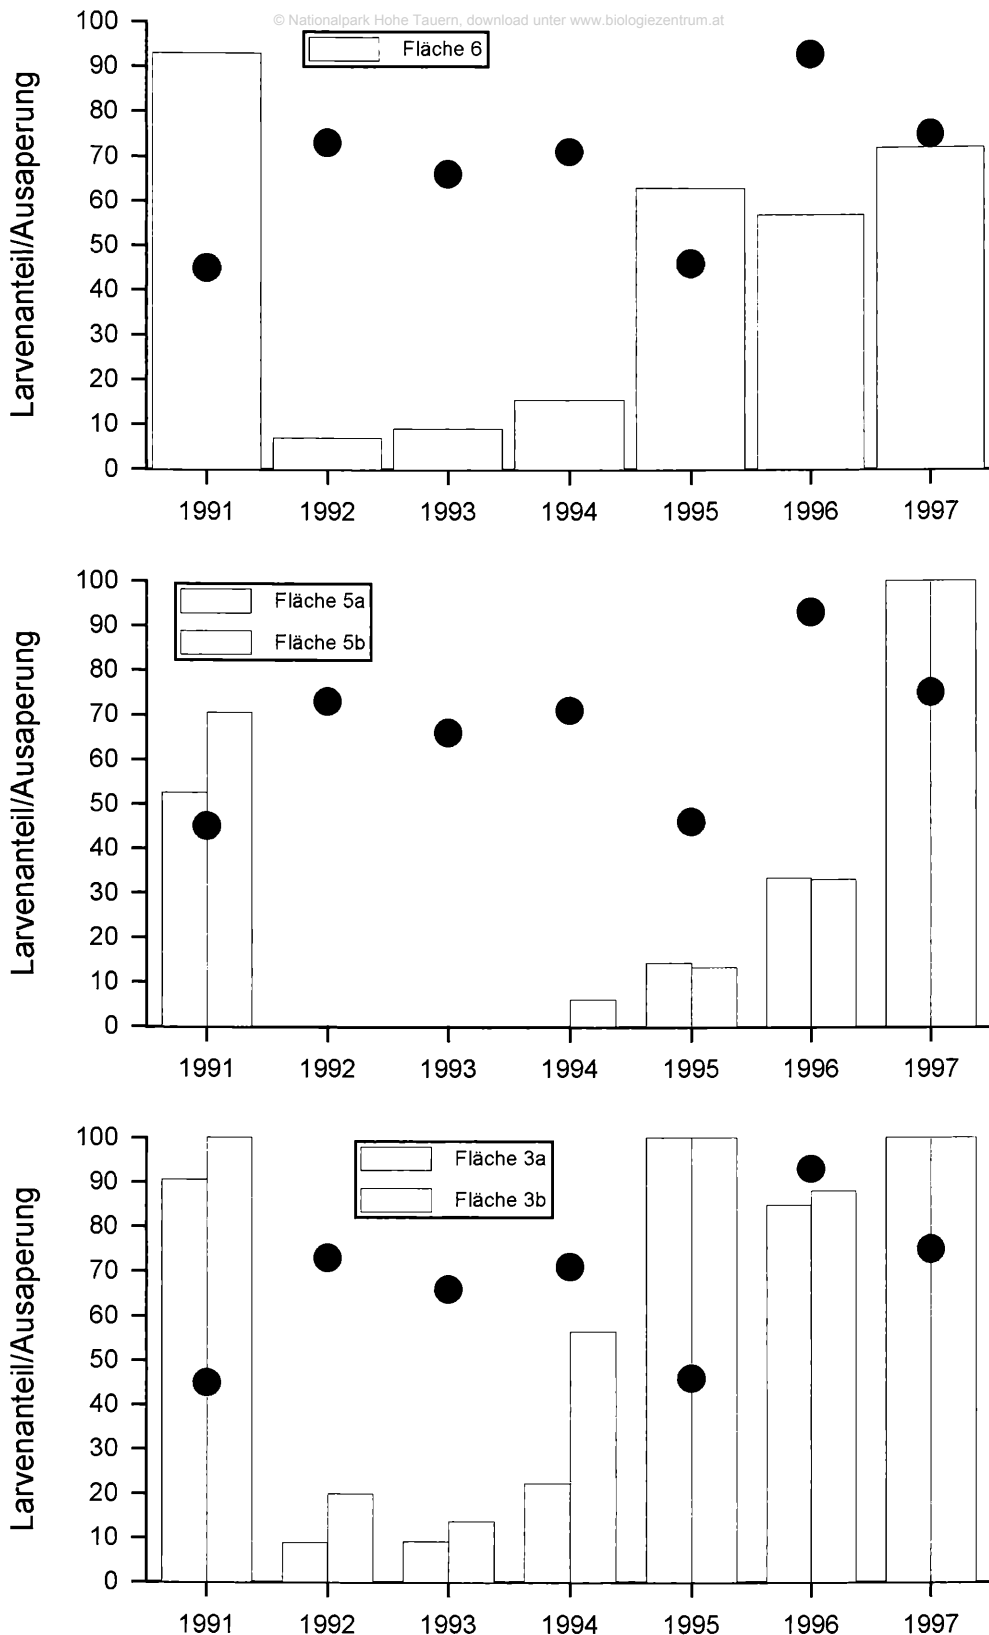 © Nationalpark Hohe Tauern, download unter www.biologiezentrum.at
Larvenanteil/Ausaperung
100
90
80
70
60
50
40
30
20
10
0
Fläche 6
1991 1992 1993 1994 1995 1996 1997
Larvenanteil/Ausaperung
100
90
80
70
60
50
40
30
20
10
0
Fläche 5a
Fläche 5b
1991 1992 1993 1994 1995 1996 1997
Larvenanteil/Ausaperung
100
90
80
70
60
50
40
30
20
10
0
Fläche 3a
Fläche 3b
1991 1992 1993 1994 1995 1996 1997